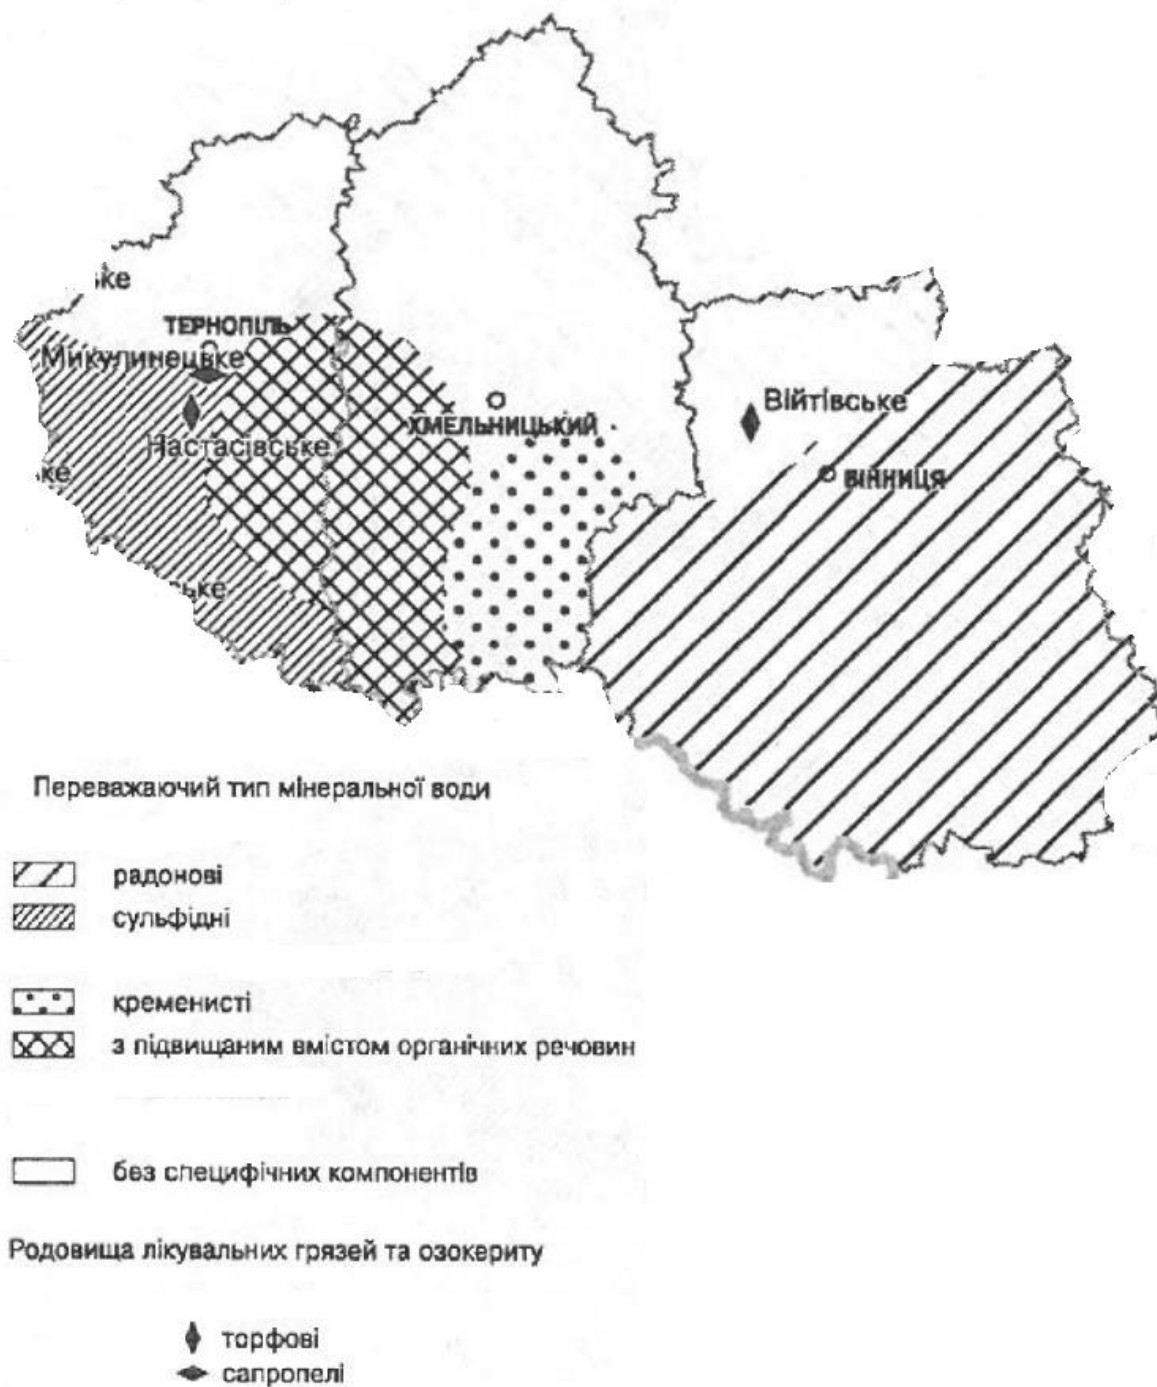 ТЕРНОПІЛЬ
Микулинецьке
Настасівське
ХМЕЛЬНИЦЬКИЙ
Війтівське
ВІННИЦЯ
Переважаючий тип мінеральної води
радонові
сульфідні
кременисті
з підвищаним вмістом органічних речовин
без специфічних компонентів
Родовища лікувальних грязей та озокериту
торфові
сапропелі